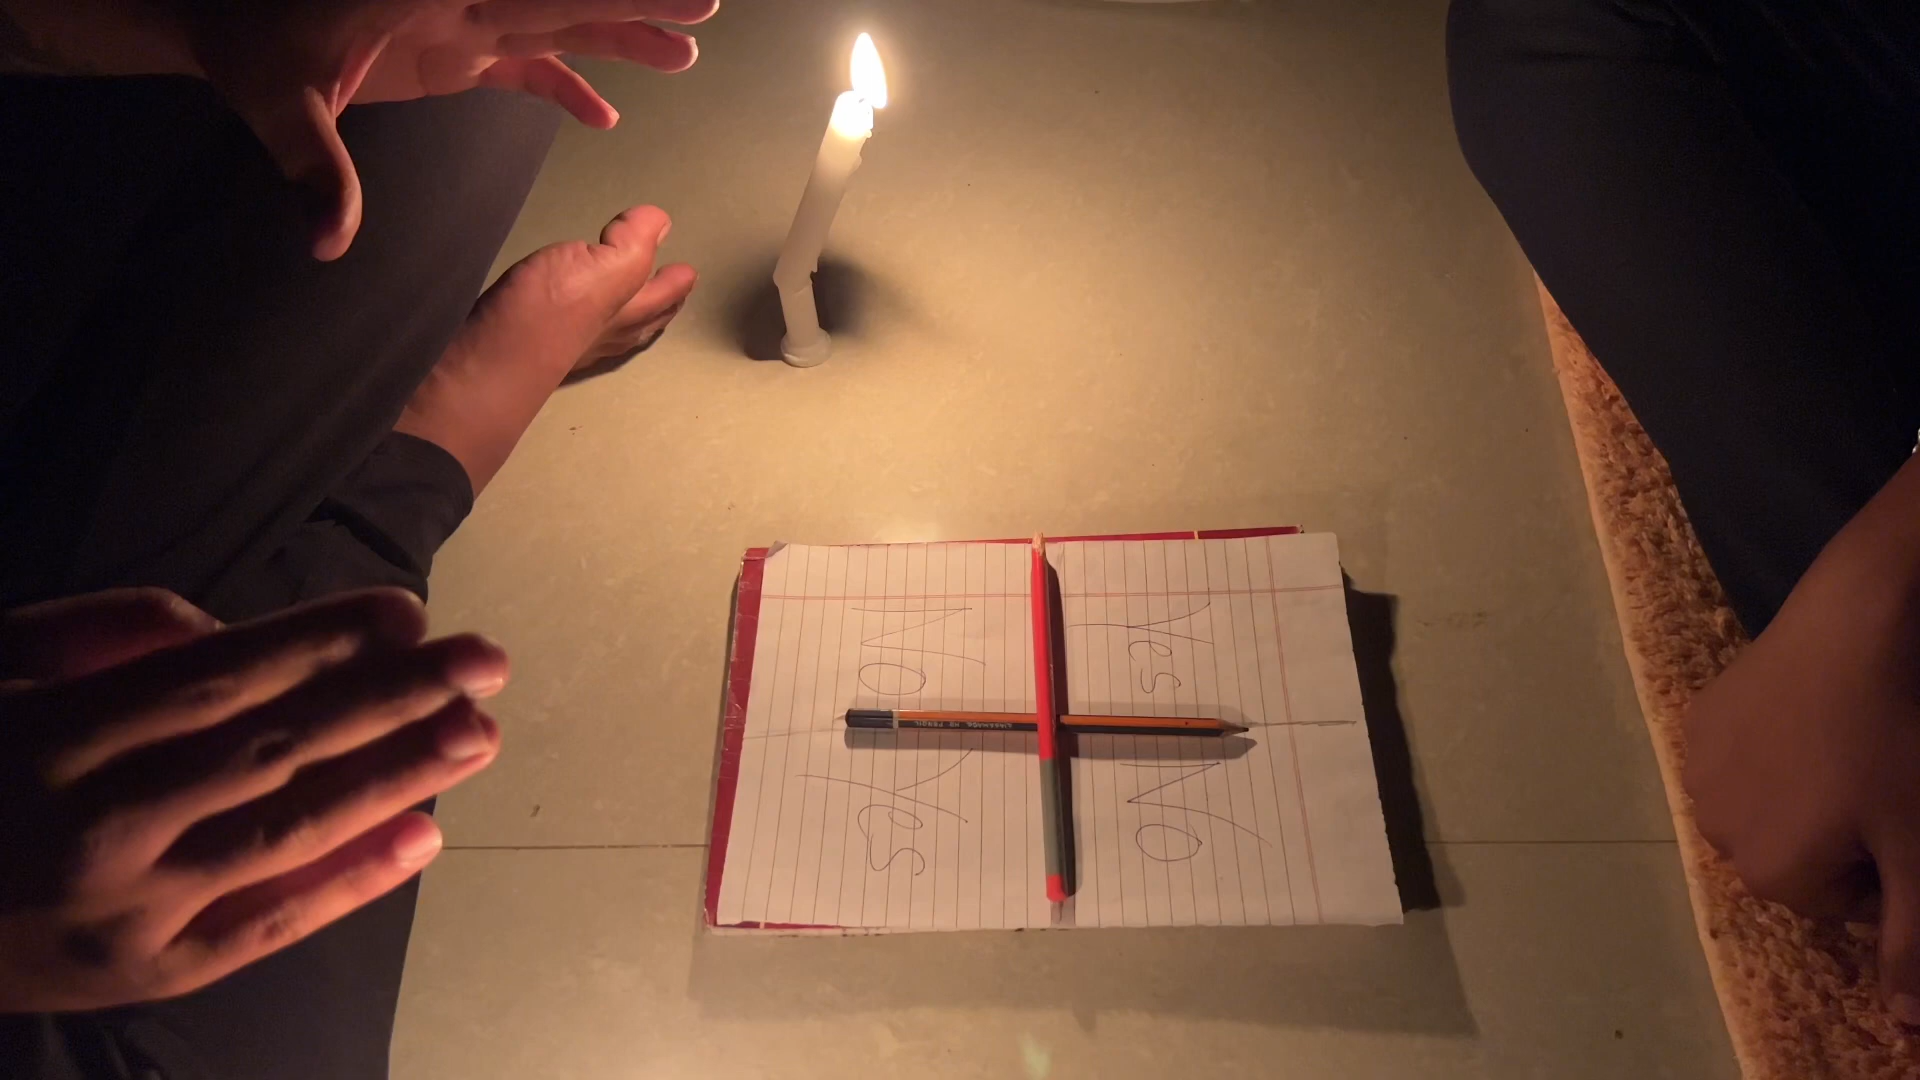 Yes No
No Yes